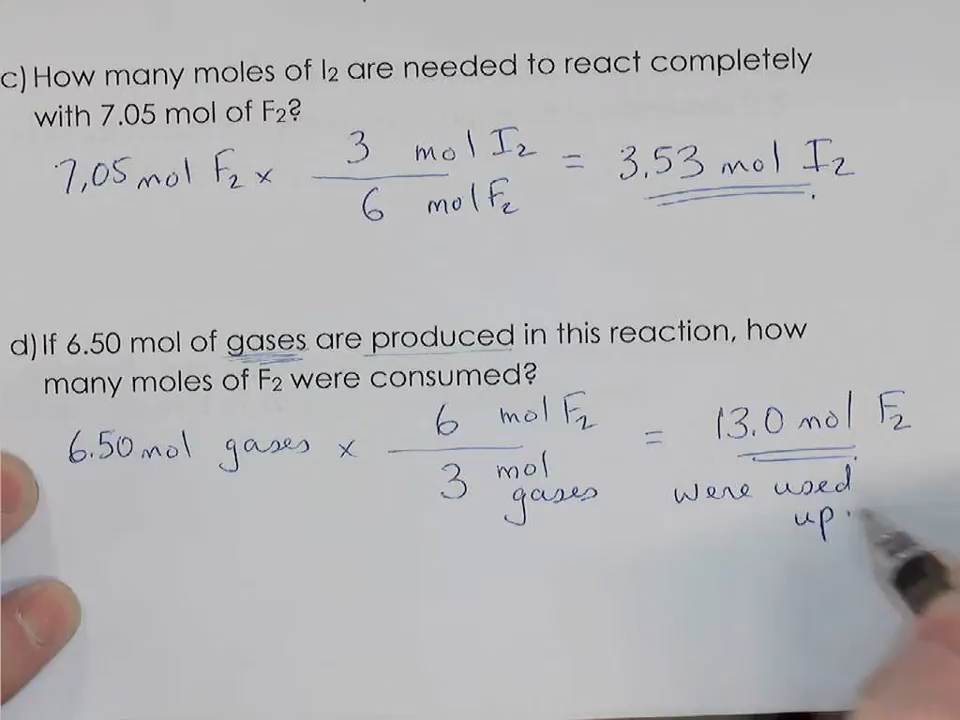 c) How many moles of I2 are needed to react completely
with 7.05 mol of F2?
7,05 mol F2 x 3 mol I2 = 3.53 mol I2
6 mol F2
d) If 6.50 mol of gases are produced in this reaction, how
many moles of F2 were consumed?
6.50 mol gases x 6 mol F2 = 13.0 mol F2
3 mol
gases were used
up.